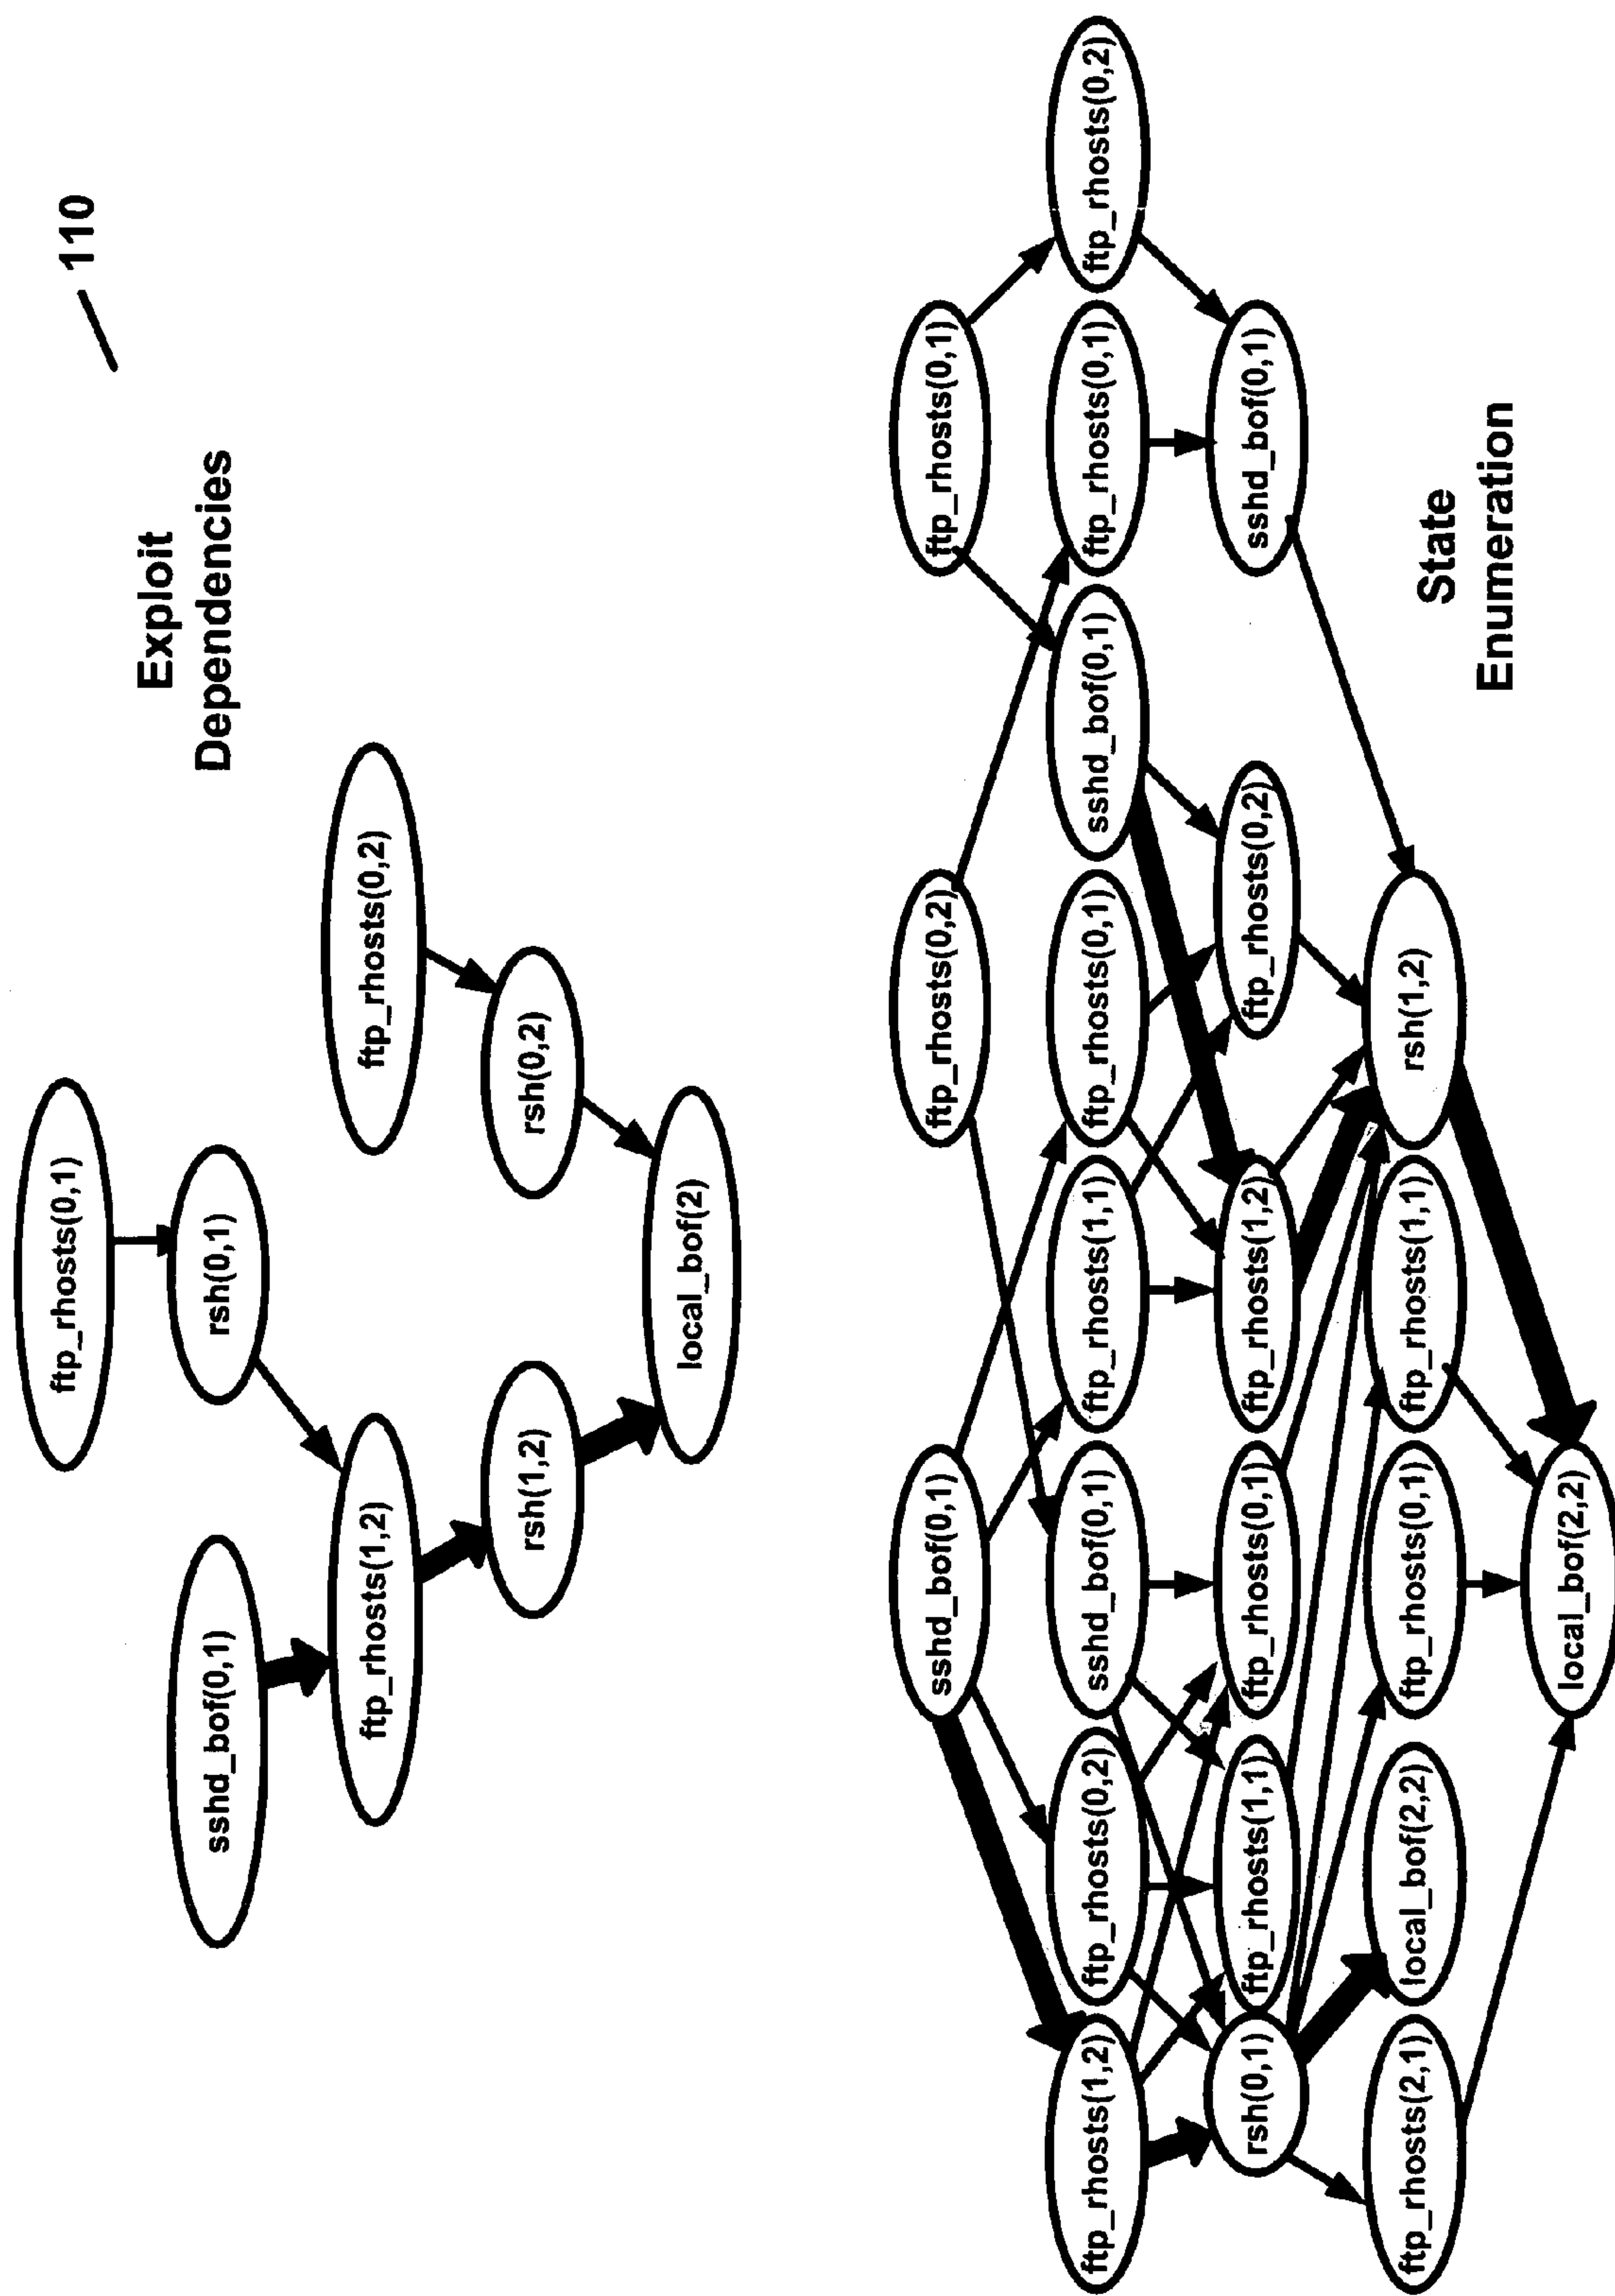 110
Exploit
Dependencies
ftp_rhosts(0,1)
sshd_bof(0,1)
rsh(0,1)
ftp_rhosts(1,2)
ftp_rhosts(0,2)
rsh(1,2)
rsh(0,2)
local_bof(2)
sshd_bof(0,1)
ftp_rhosts(0,2)
ftp_rhosts(0,1)
ftp_rhosts(1,2)
ftp_rhosts(0,2)
sshd_bof(0,1)
ftp_rhosts(1,1)
ftp_rhosts(0,1)
sshd_bof(0,1)
ftp_rhosts(0,1)
ftp_rhosts(0,2)
rsh(0,1)
ftp_rhosts(1,1)
ftp_rhosts(0,1)
ftp_rhosts(1,2)
ftp_rhosts(0,2)
sshd_bof(0,1)
ftp_rhosts(2,1)
local_bof(2,2)
ftp_rhosts(0,1)
ftp_rhosts(1,1)
rsh(1,2)
local_bof(2,2)
State
Enumeration